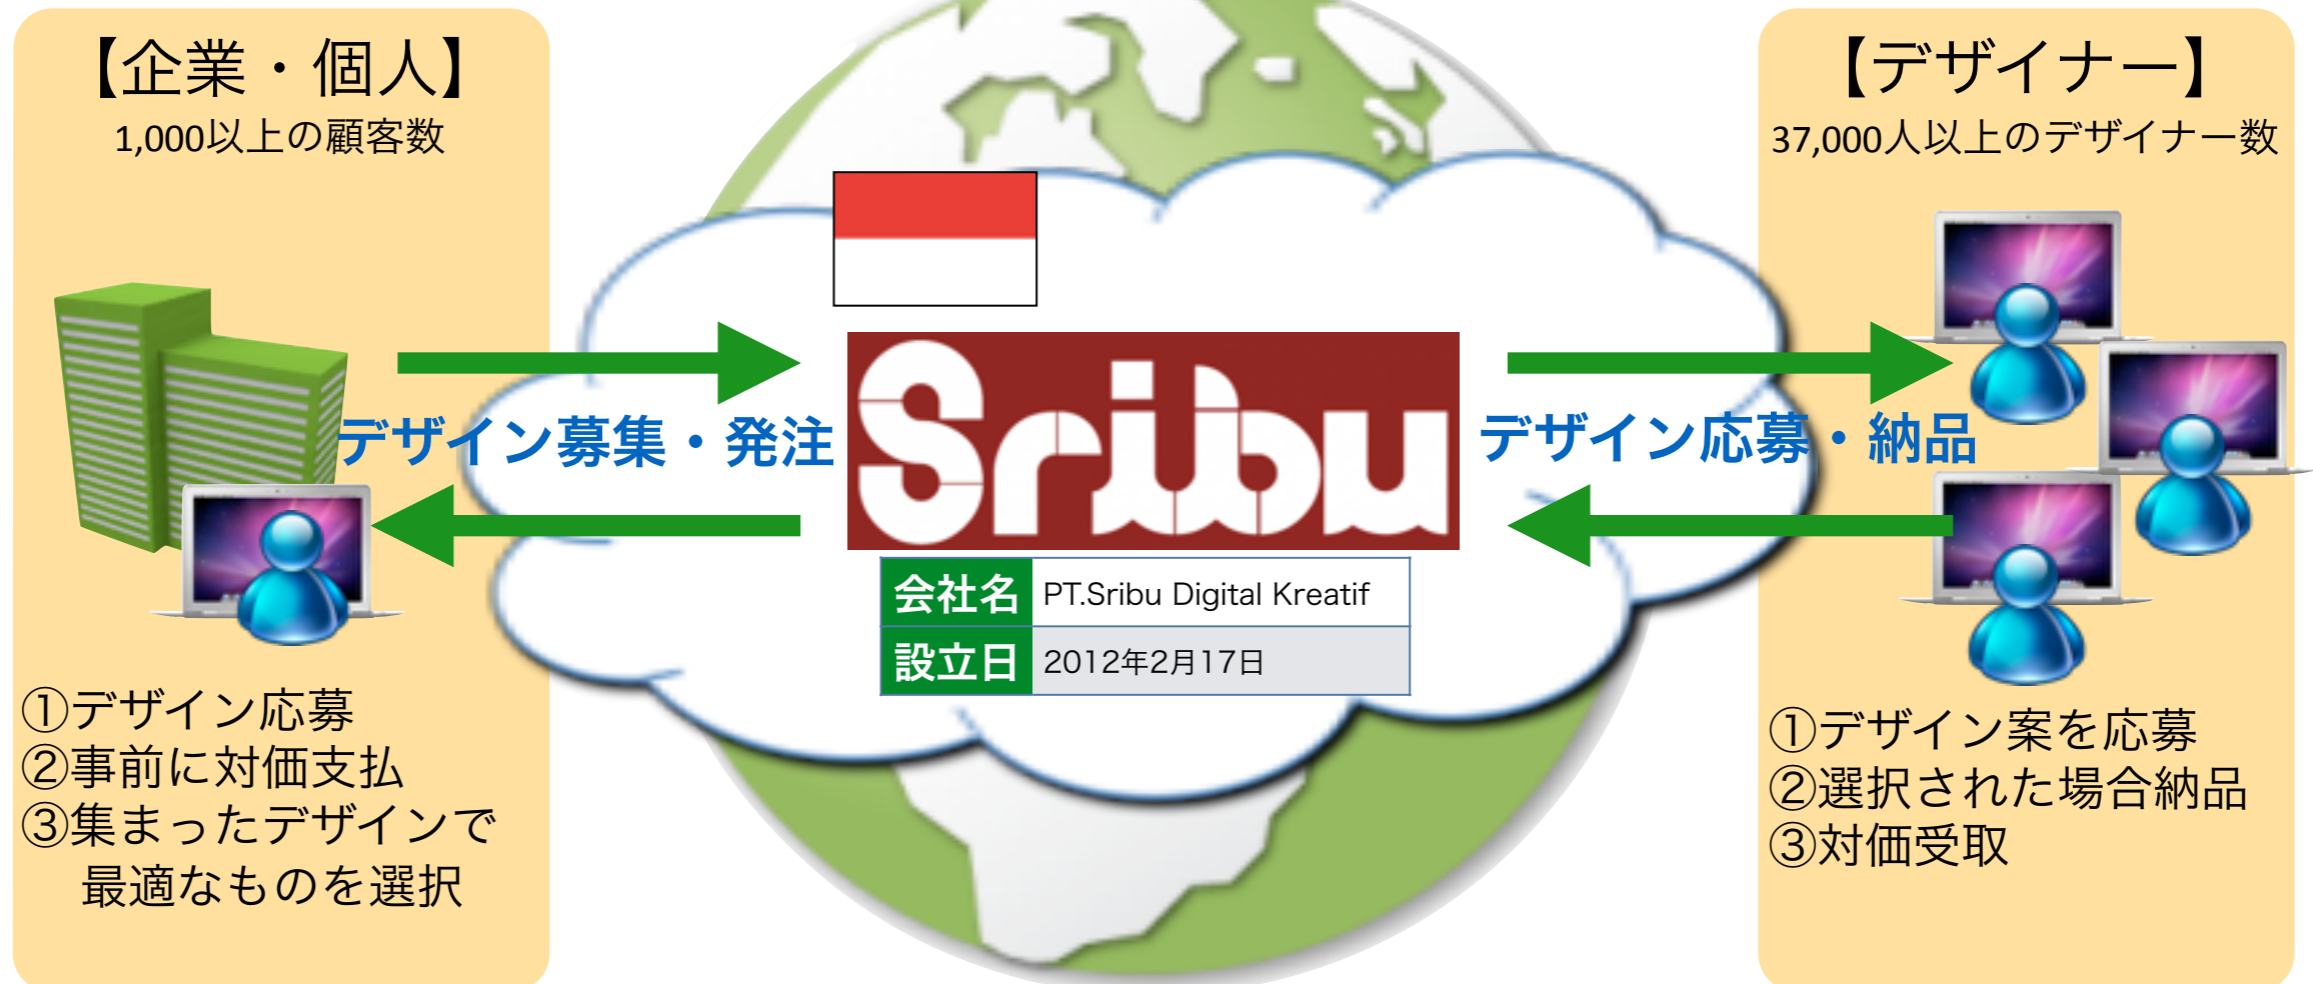 【企業・個人】
1,000以上の顧客数
デザイン募集・発注
①デザイン応募
②事前に対価支払
③集まったデザインで
最適なものを選択
Sribu
会社名 PT.Sribu Digital Kreatif
設立日 2012年2月17日
【デザイナー】
37,000人以上のデザイナー数
デザイン応募・納品
①デザイン案を応募
②選択された場合納品
③対価受取